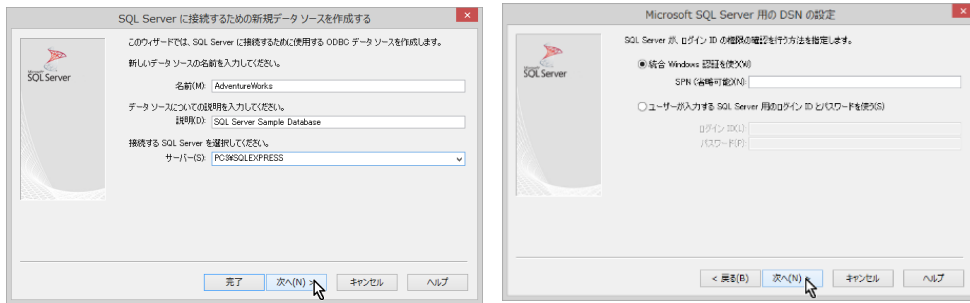 SQL Server に接続するための新規データ ソースを作成する
Microsoft
SQL Server
このウィザードでは、SQL Server に接続するために使用する ODBC データ ソースを作成します。
新しいデータ ソースの名前を入力してください。
名前(M): AdventureWorks
データ ソースについての説明を入力してください。
説明(D): SQL Server Sample Database
接続する SQL Server を選択してください。
サーバー(S): PC3¥SQLEXPRESS
完了 次へ(N) > キャンセル ヘルプ
Microsoft SQL Server 用の DSN の設定
Microsoft
SQL Server
SQL Server が、ログイン ID の権限の確認を行う方法を指定します。
統合 Windows 認証を使う(W)
SPN (省略可能)(N):
ユーザーが入力する SQL Server 用のログイン ID とパスワードを使う(S)
ログイン ID(L):
パスワード(P):
< 戻る(B) 次へ(N) > キャンセル ヘルプ